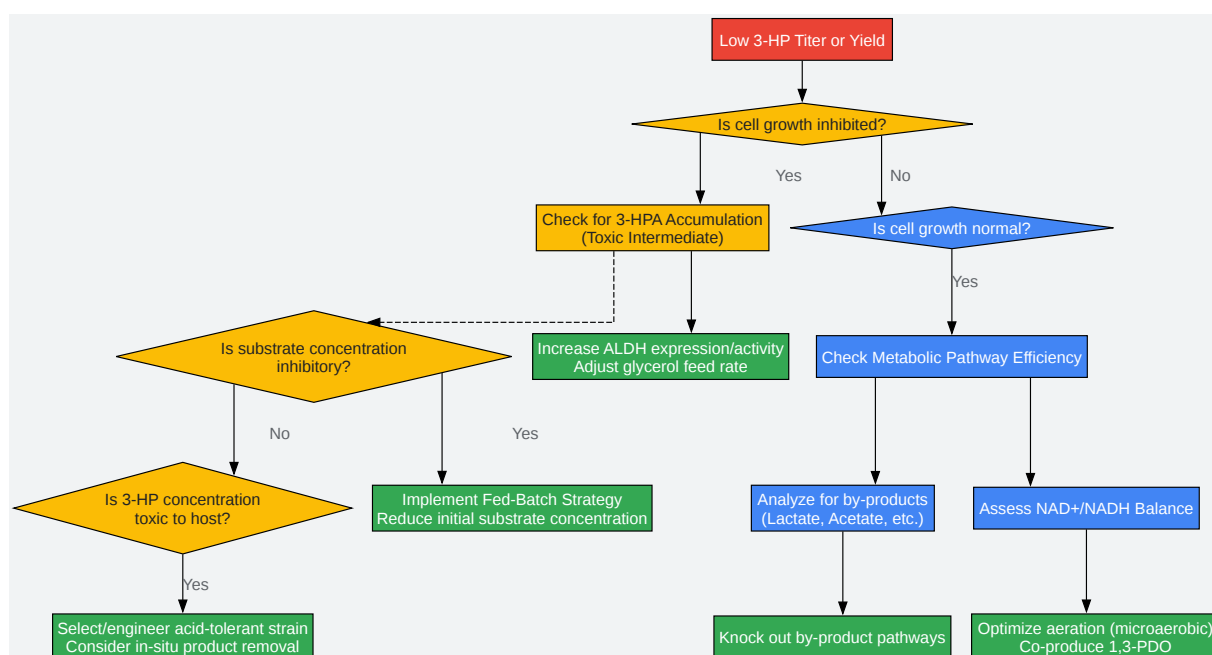 Low 3-HP Titer or Yield
Is cell growth inhibited?
Yes
No
Check for 3-HPA Accumulation
(Toxic Intermediate)
Is cell growth normal?
Yes
Is substrate concentration
inhibitory?
Increase ALDH expression/activity
Adjust glycerol feed rate
Check Metabolic Pathway Efficiency
No
Yes
Is 3-HP concentration
toxic to host?
Implement Fed-Batch Strategy
Reduce initial substrate concentration
Analyze for by-products
(Lactate, Acetate, etc.)
Assess NAD+/NADH Balance
Yes
Select/engineer acid-tolerant strain
Consider in-situ product removal
Knock out by-product pathways
Optimize aeration (microaerobic)
Co-produce 1,3-PDO